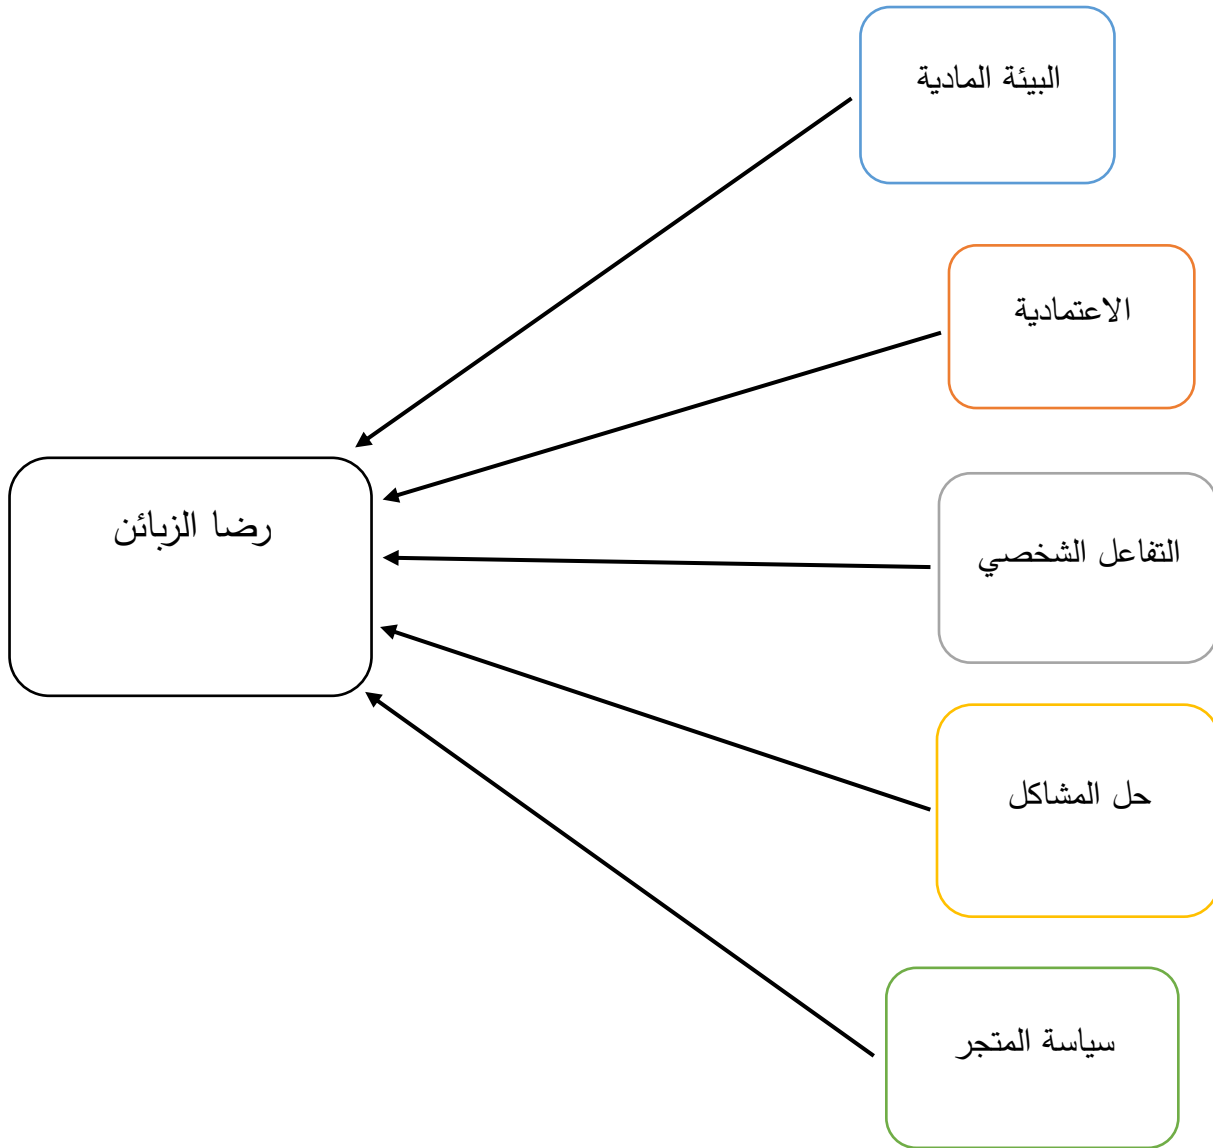 البيئة المادية
الاعتمادية
رضا الزبائن
التفاعل الشخصي
حل المشاكل
سياسة المتجر